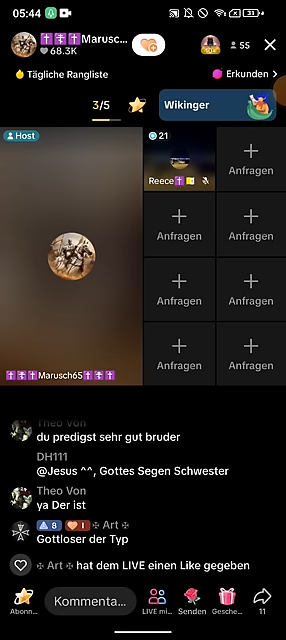 05:44
31
✝️☦️✝️Marusc...
68.3K
55
Tägliche Rangliste
Erkunden >
3/5
Wikinger
Host
21
Anfragen
Reece✝️🇻🇦
Anfragen
Anfragen
Anfragen
Anfragen
Anfragen
Anfragen
✝️☦️✝️Marusch65✝️☦️✝️
Theo Von
du predigst sehr gut bruder
DH111
@Jesus ^^, Gottes Segen Schwester
Theo Von
ya Der ist
8 1 ✠ Art ✠
Gottloser der Typ
✠ Art ✠ hat dem LIVE einen Like gegeben
Kommenta...
Abonn...
LIVE mi...
Senden
Gesche...
11